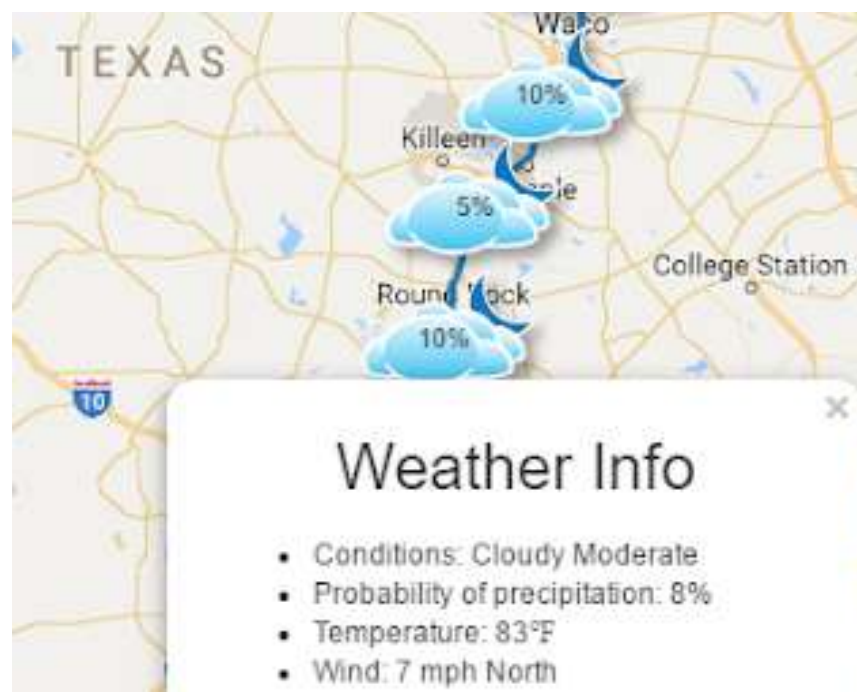 Waco
TEXAS
10%
Killeen
5%
College Station
10%
10
Weather Info
Conditions: Cloudy Moderate
Probability of precipitation: 8%
Temperature: 83°F
Wind: 7 mph North